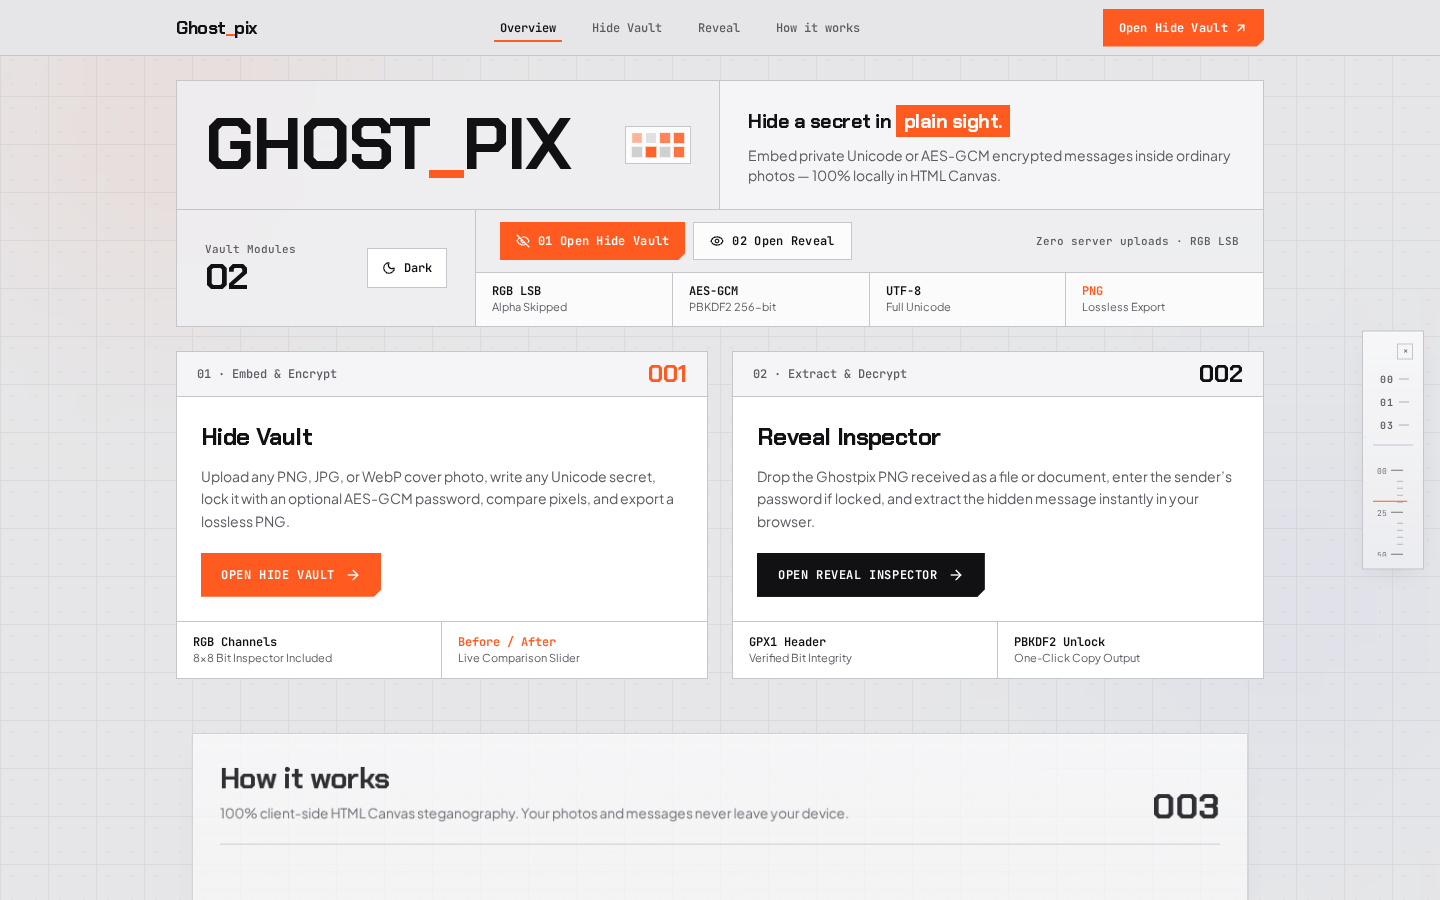 Ghost_pix
Overview
Hide Vault
Reveal
How it works
Open Hide Vault
GHOST_PIX
Hide a secret in plain sight.
Embed private Unicode or AES-GCM encrypted messages inside ordinary
photos — 100% locally in HTML Canvas.
Vault Modules
02
Dark
01 Open Hide Vault
02 Open Reveal
Zero server uploads · RGB LSB
RGB LSB
Alpha Skipped
AES-GCM
PBKDF2 256-bit
UTF-8
Full Unicode
PNG
Lossless Export
01 · Embed & Encrypt
001
Hide Vault
Upload any PNG, JPG, or WebP cover photo, write any Unicode secret,
lock it with an optional AES-GCM password, compare pixels, and export a
lossless PNG.
OPEN HIDE VAULT
RGB Channels
8×8 Bit Inspector Included
Before / After
Live Comparison Slider
02 · Extract & Decrypt
002
Reveal Inspector
Drop the Ghostpix PNG received as a file or document, enter the sender's
password if locked, and extract the hidden message instantly in your
browser.
OPEN REVEAL INSPECTOR
GPX1 Header
Verified Bit Integrity
PBKDF2 Unlock
One-Click Copy Output
00
01
03
00
25
50
How it works
100% client-side HTML Canvas steganography. Your photos and messages never leave your device.
003